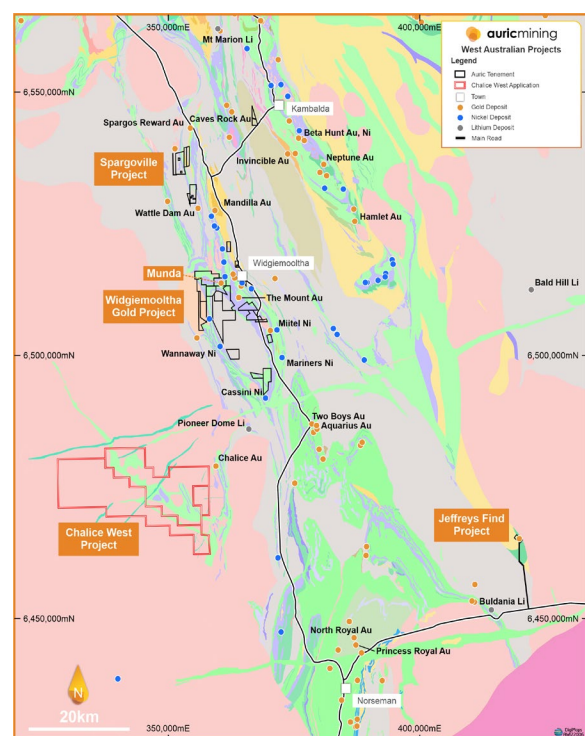 350,000mE
400,000mE
auricmining
West Australian Projects
Legend
Auric Tenement
Chalice West Application
Town
Gold Deposit
Nickel Deposit
Lithium Deposit
Main Road
Mt Marion Li
6,550,000mN
6,550,000mN
Kambalda
Caves Rock Au
Spargos Reward Au
Beta Hunt Au, Ni
Invincible Au
Neptune Au
Spargoville
Project
Mandilla Au
Wattle Dam Au
Hamlet Au
Widgiemooltha
Munda
Bald Hill Li
Widgiemooltha
Gold Project
The Mount Au
Miitel Ni
6,500,000mN
6,500,000mN
Wannaway Ni
Mariners Ni
Cassini Ni
Two Boys Au
Aquarius Au
Pioneer Dome Li
Chalice Au
Jeffreys Find
Project
Chalice West
Project
Buldania Li
6,450,000mN
6,450,000mN
North Royal Au
Princess Royal Au
N
Norseman
20km
350,000mE
400,000mE